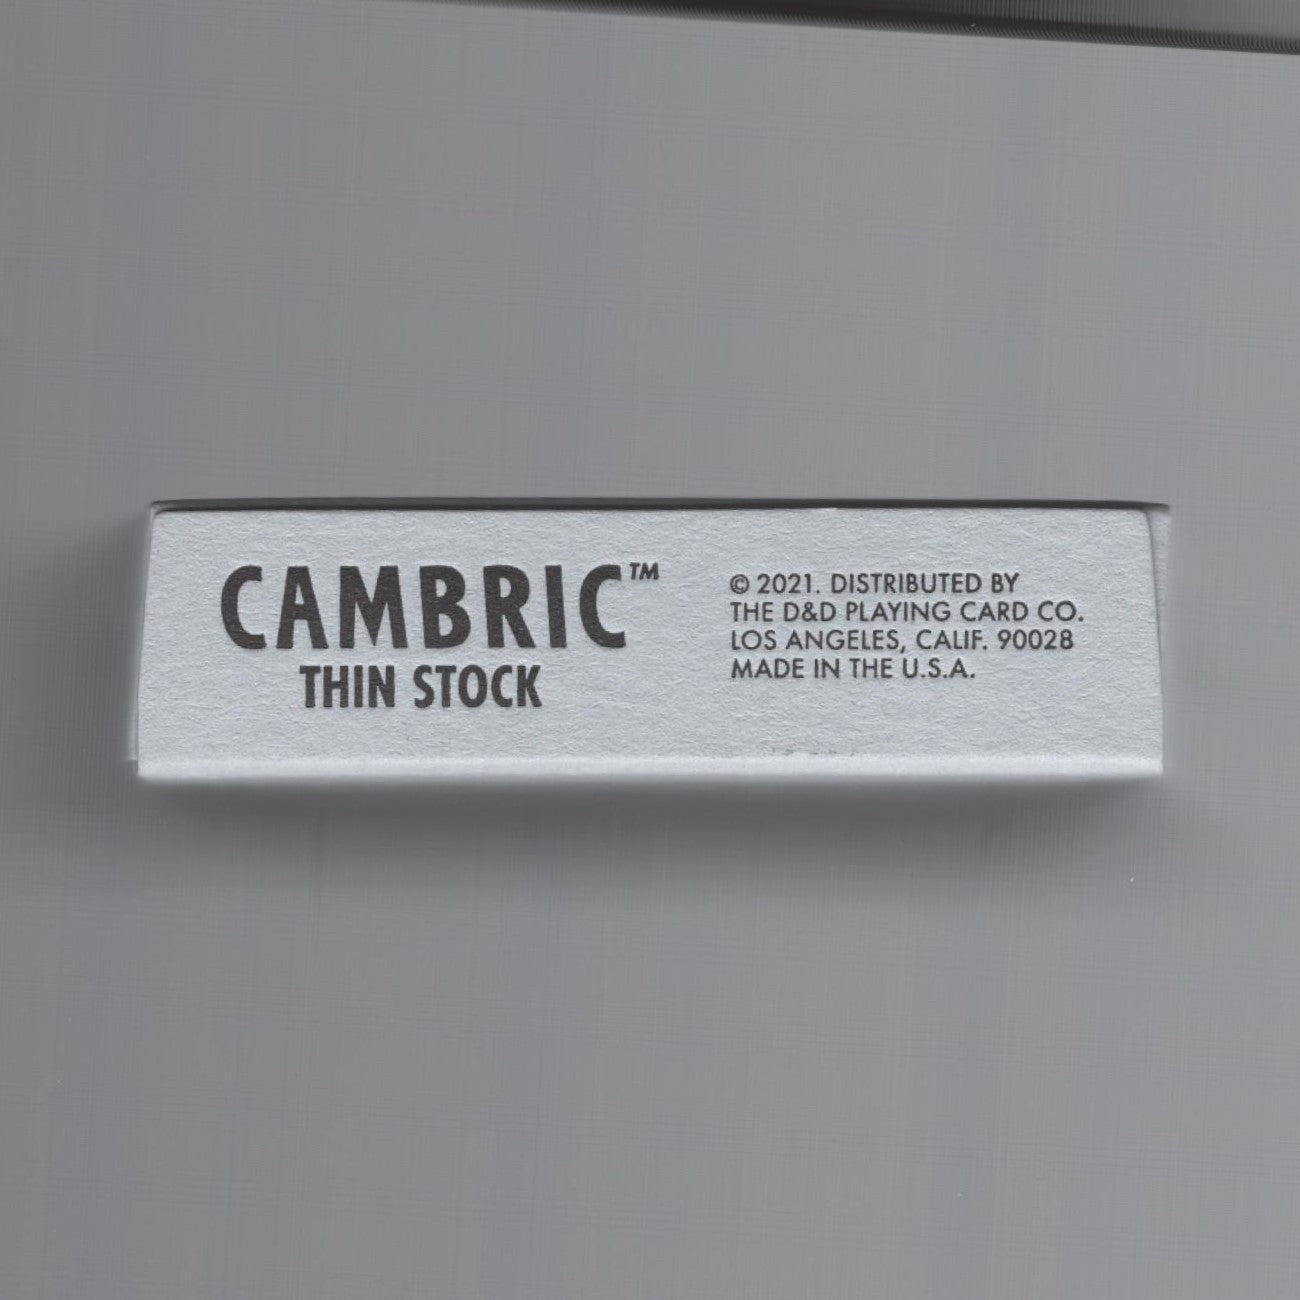 CAMBRIC™
THIN STOCK
© 2021. DISTRIBUTED BY
THE D&D PLAYING CARD CO.
LOS ANGELES, CALIF. 90028
MADE IN THE U.S.A.